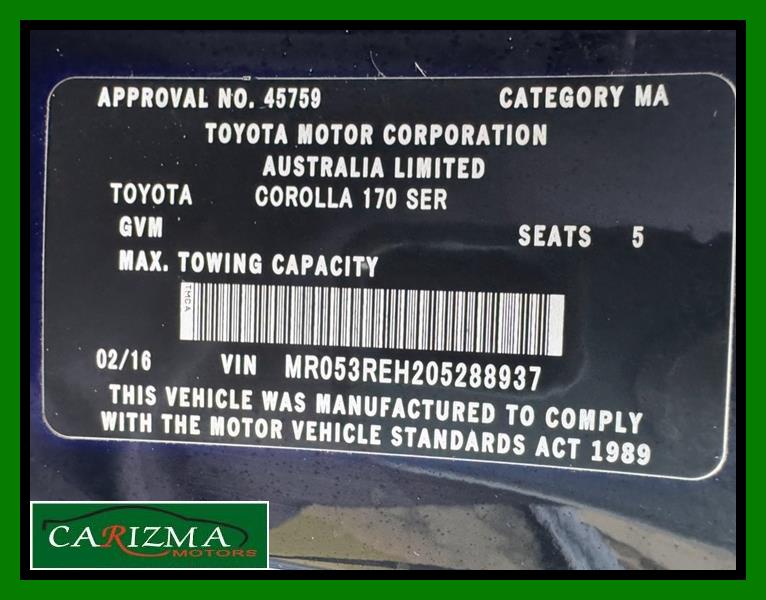 APPROVAL NO. 45759 CATEGORY MA
TOYOTA MOTOR CORPORATION
AUSTRALIA LIMITED
TOYOTA COROLLA 170 SER
GVM SEATS 5
MAX. TOWING CAPACITY
TMCA
02/16 VIN MR053REH205288937
THIS VEHICLE WAS MANUFACTURED TO COMPLY
WITH THE MOTOR VEHICLE STANDARDS ACT 1989
CARIZMA
MOTORS